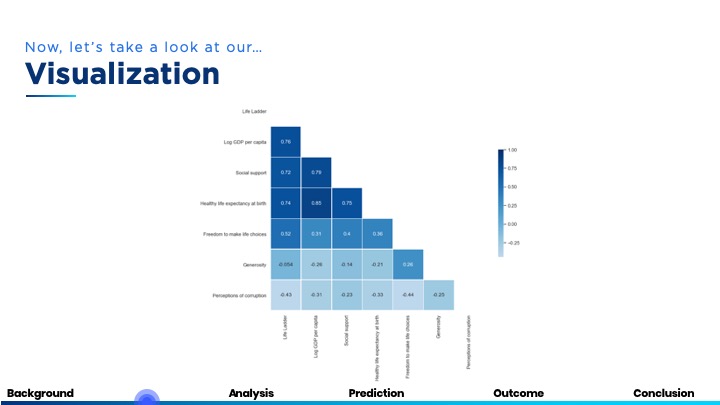 Now, let's take a look at our...
Visualization
Life Ladder
Log GDP per capita
0.76
Social support
0.72 0.79
Healthy life expectancy at birth
0.74 0.85 0.75
Freedom to make life choices
0.52 0.31 0.4 0.36
Generosity
-0.054 -0.26 -0.14 -0.21 0.36
Perceptions of corruption
-0.43 -0.31 -0.23 -0.33 -0.44 -0.25
Life Ladder
Log GDP per capita
Social support
Healthy life expectancy at birth
Freedom to make life choices
Generosity
Perceptions of corruption
1.00
0.75
0.50
0.25
0.00
-0.25
Background Analysis Prediction Outcome Conclusion